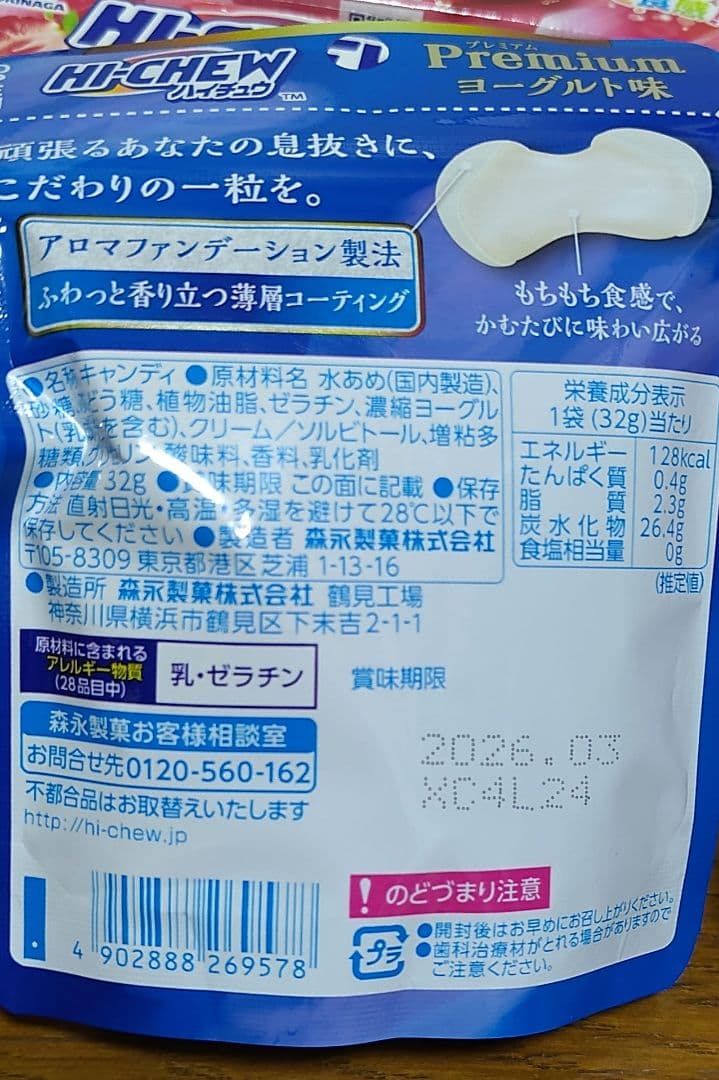 HI-CHEW
ハイチュウ
TM
プレミアム
Premium
ヨーグルト味
頑張るあなたの息抜きに、
こだわりの一粒を。
アロマファンデーション製法
ふわっと香り立つ薄層コーティング
もちもち食感で、
かむたびに味わい広がる
●名称キャンディ ●原材料名 水あめ(国内製造)、
砂糖、ぶどう糖、植物油脂、ゼラチン、濃縮ヨーグル
ト(乳成分を含む)、クリーム/ソルビトール、増粘多
糖類、グリセリン、酸味料、香料、乳化剤
●内容量 32g ●賞味期限 この面に記載 ●保存
方法 直射日光・高温・多湿を避けて28℃以下で
保存してください ●製造者 森永製菓株式会社
〒105-8309 東京都港区芝浦 1-13-16
●製造所 森永製菓株式会社 鶴見工場
神奈川県横浜市鶴見区下末吉2-1-1
栄養成分表示
1袋(32g)当たり
エネルギー 128kcal
たんぱく質 0.4g
脂質 2.3g
炭水化物 26.4g
食塩相当量 0g
(推定値)
原材料に含まれる
アレルギー物質
(28品目中)
乳・ゼラチン
賞味期限
2026.03
XC4L24
森永製菓お客様相談室
お問合せ先0120-560-162
不都合品はお取替えいたします
http://hi-chew.jp
! のどづまり注意
プラ
●開封後はお早めにお召し上がりください。
●歯科治療材がとれる場合がありますので
ご注意ください。
4 902888 269578